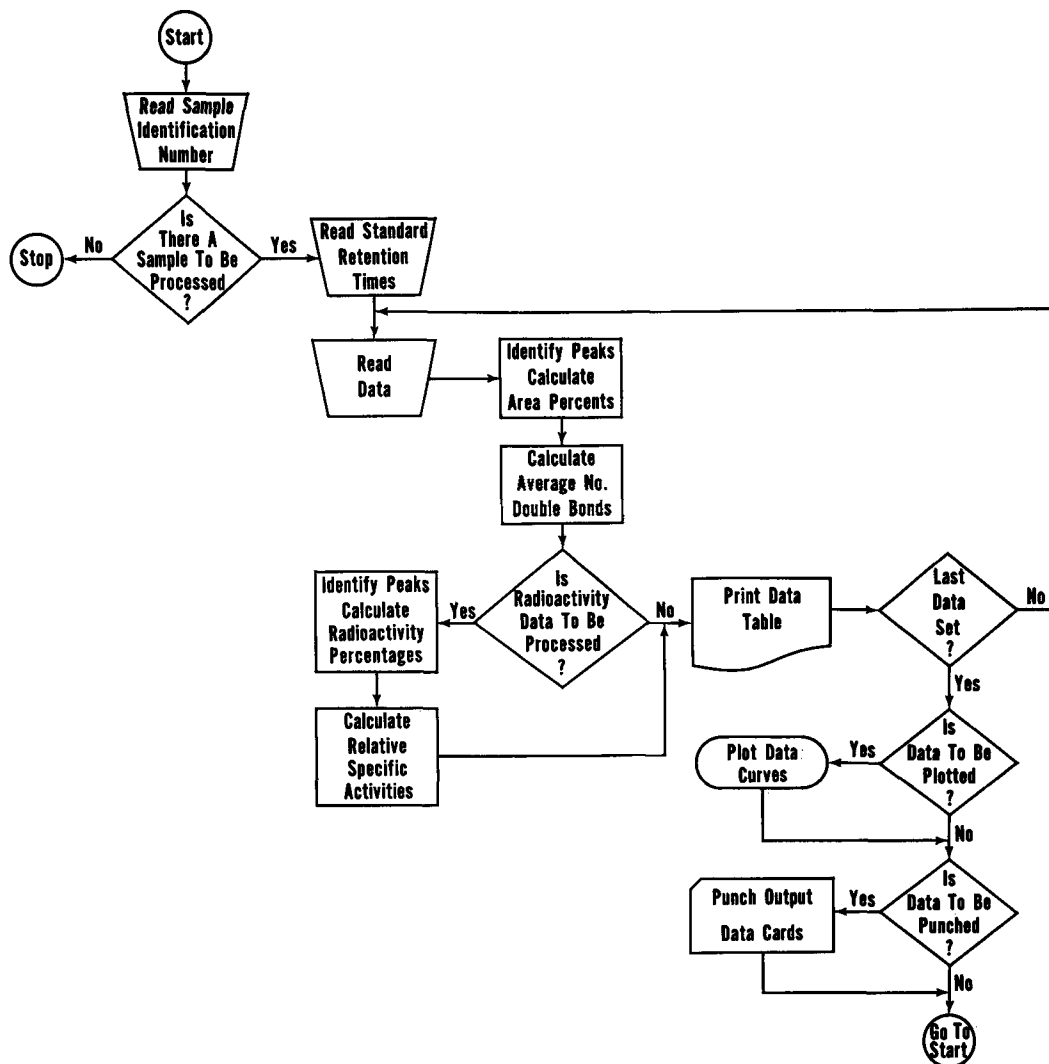 Start
Read Sample
Identification
Number
Is
There A
Sample To Be
Processed
?
No
Stop
Yes
Read Standard
Retention
Times
Read
Data
Identify Peaks
Calculate
Area Percents
Calculate
Average No.
Double Bonds
Is
Radioactivity
Data To Be
Processed
?
Yes
Identify Peaks
Calculate
Radioactivity
Percentages
Calculate
Relative
Specific
Activities
No
Print Data
Table
Last
Data
Set
?
No
Yes
Is
Data To Be
Plotted
?
Yes
Plot Data
Curves
No
Is
Data To Be
Punched
?
Yes
Punch Output
Data Cards
No
Go To
Start